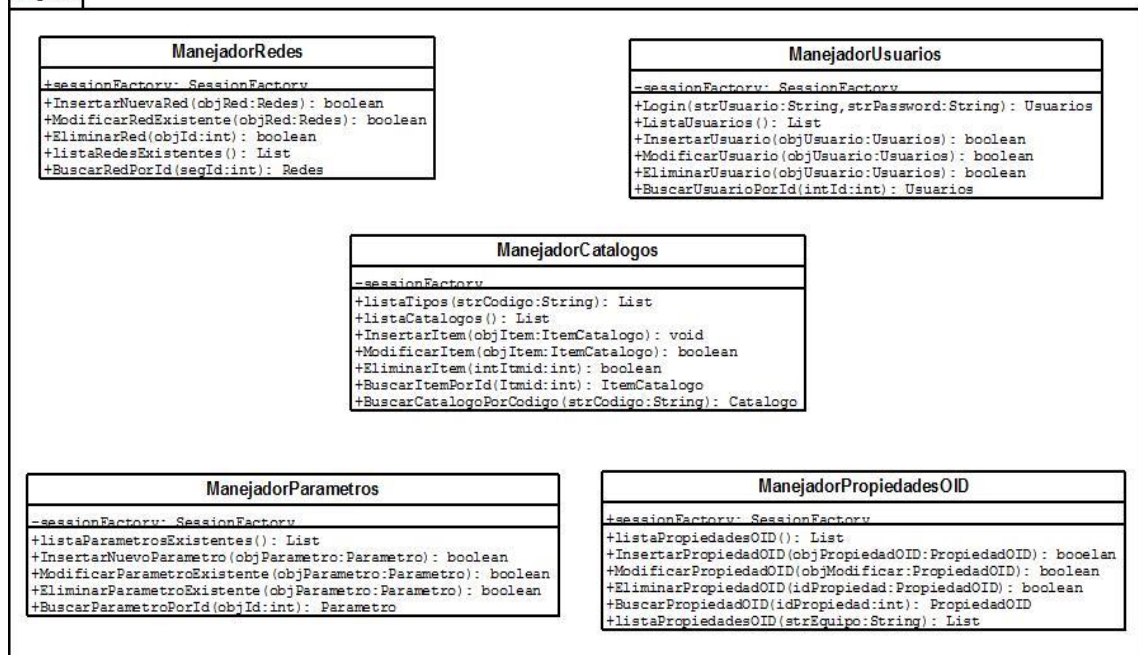 ManejadorRedes
+sessionFactory: SessionFactory
+InsertarNuevaRed(objRed:Redes): boolean
+ModificarRedExistente(objRed:Redes): boolean
+EliminarRed(objId:int): boolean
+listaRedesExistentes(): List
+BuscarRedPorId(segId:int): Redes
ManejadorUsuarios
-sessionFactory: SessionFactory
+Login(strUsuario:String,strPassword:String): Usuarios
+ListaUsuarios(): List
+InsertarUsuario(objUsuario:Usuarios): boolean
+ModificarUsuario(objUsuario:Usuarios): boolean
+EliminarUsuario(objUsuario:Usuarios): boolean
+BuscarUsuarioPorId(intId:int): Usuarios
ManejadorCatalogos
-sessionFactory
+listaTipos(strCodigo:String): List
+listaCatalogos(): List
+InsertarItem(objItem:ItemCatalogo): void
+ModificarItem(objItem:ItemCatalogo): boolean
+EliminarItem(intItmid:int): boolean
+BuscarItemPorId(Itmid:int): ItemCatalogo
+BuscarCatalogoPorCodigo(strCodigo:String): Catalogo
ManejadorParametros
-sessionFactory: SessionFactory
+listaParametrosExistentes(): List
+InsertarNuevoParametro(objParametro:Parametro): boolean
+ModificarParametroExistente(objParametro:Parametro): boolean
+EliminarParametroExistente(objParametro:Parametro): boolean
+BuscarParametroPorId(objId:int): Parametro
ManejadorPropiedadesOID
+sessionFactory: SessionFactory
+listaPropiedadesOID(): List
+InsertarPropiedadOID(objPropiedadOID:PropiedadOID): booelan
+ModificarPropiedadOID(objModificar:PropiedadOID): boolean
+EliminarPropiedadOID(idPropiedad:PropiedadOID): boolean
+BuscarPropiedadOID(idPropiedad:int): PropiedadOID
+listaPropiedadesOID(strEquipo:String): List